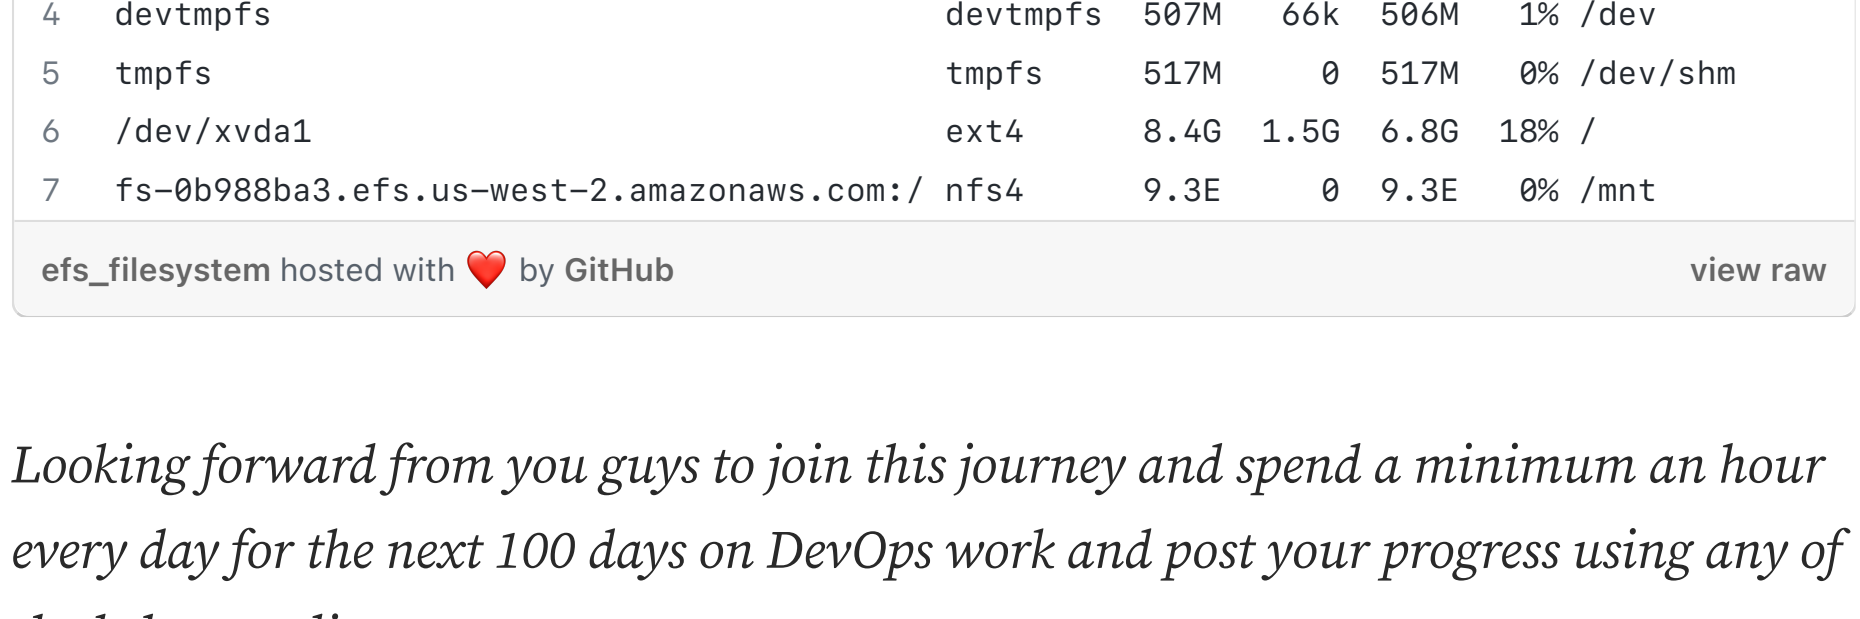 4 devtmpfs devtmpfs 507M 66k 506M 1% /dev
5 tmpfs tmpfs 517M 0 517M 0% /dev/shm
6 /dev/xvda1 ext4 8.4G 1.5G 6.8G 18% /
7 fs-0b988ba3.efs.us-west-2.amazonaws.com:/ nfs4 9.3E 0 9.3E 0% /mnt
efs_filesystem hosted with ❤ by GitHub view raw
Looking forward from you guys to join this journey and spend a minimum an hour
every day for the next 100 days on DevOps work and post your progress using any of